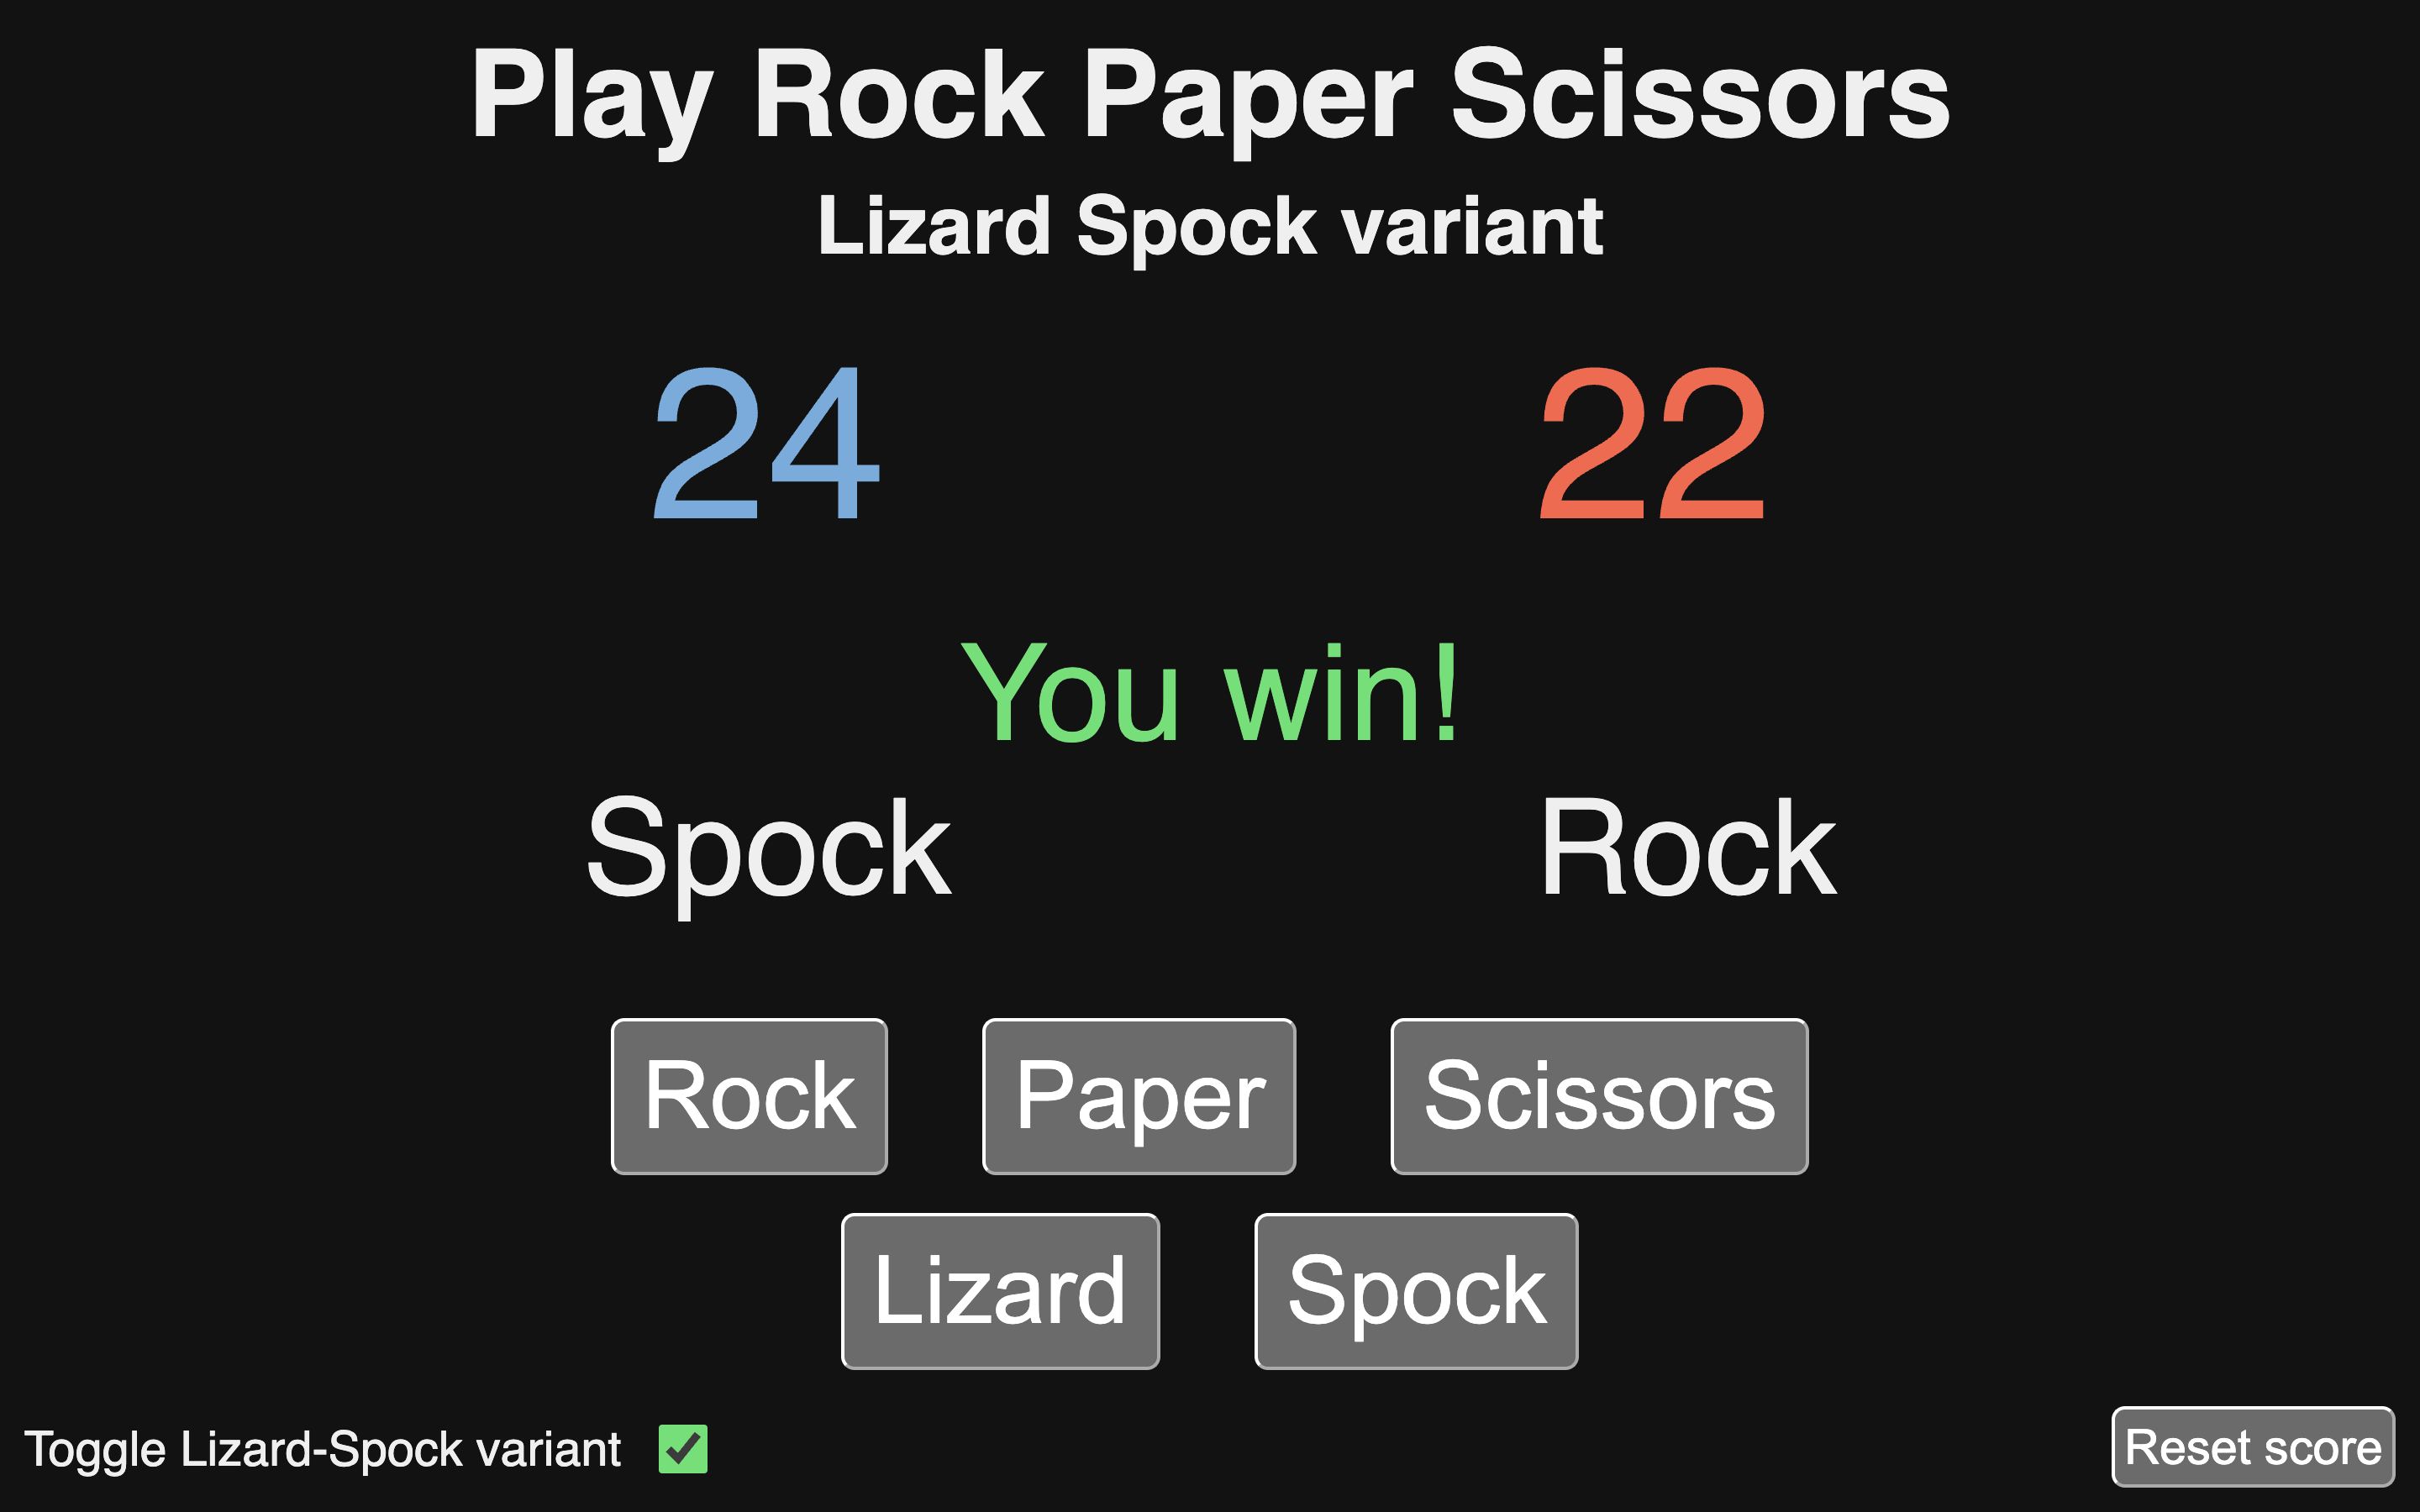 Play Rock Paper Scissors
Lizard Spock variant
24 22
You win!
Spock Rock
Rock Paper Scissors
Lizard Spock
Toggle Lizard-Spock variant Reset score